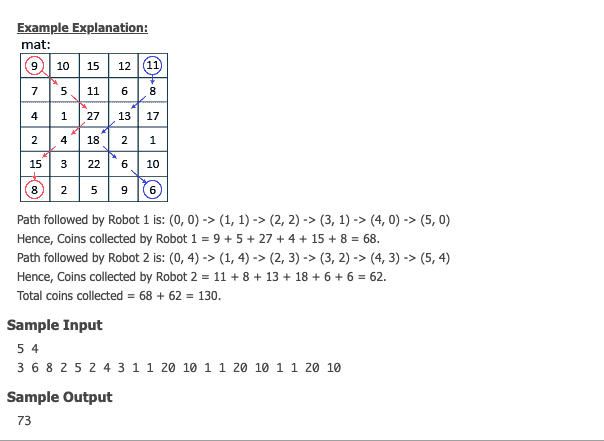 Example Explanation:
mat:
9 10 15 12 11
7 5 11 6 8
4 1 27 13 17
2 4 18 2 1
15 3 22 6 10
8 2 5 9 6
Path followed by Robot 1 is: (0, 0) -> (1, 1) -> (2, 2) -> (3, 1) -> (4, 0) -> (5, 0)
Hence, Coins collected by Robot 1 = 9 + 5 + 27 + 4 + 15 + 8 = 68.
Path followed by Robot 2 is: (0, 4) -> (1, 4) -> (2, 3) -> (3, 2) -> (4, 3) -> (5, 4)
Hence, Coins collected by Robot 2 = 11 + 8 + 13 + 18 + 6 + 6 = 62.
Total coins collected = 68 + 62 = 130.
Sample Input
5 4
3 6 8 2 5 2 4 3 1 1 20 10 1 1 20 10 1 1 20 10
Sample Output
73